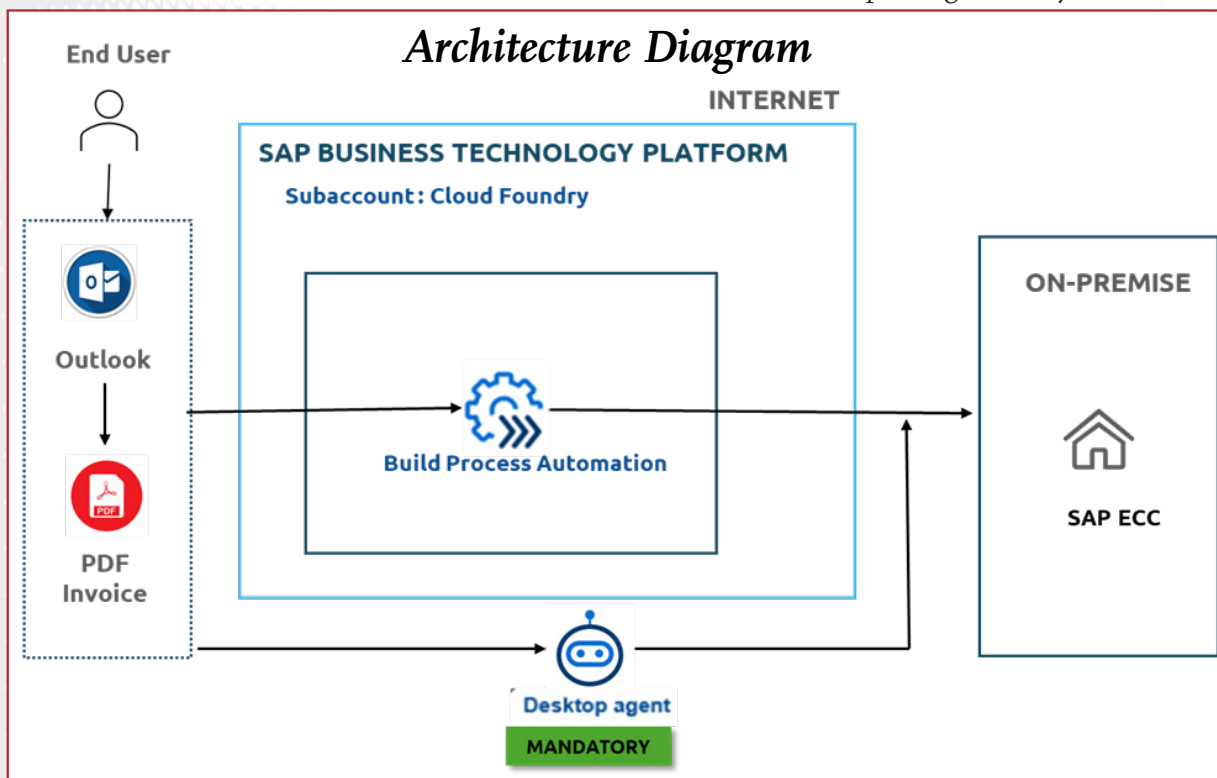 Architecture Diagram
End User
INTERNET
SAP BUSINESS TECHNOLOGY PLATFORM
Subaccount: Cloud Foundry
ON-PREMISE
Outlook
Build Process Automation
PDF
SAP ECC
PDF
Invoice
Desktop agent
MANDATORY